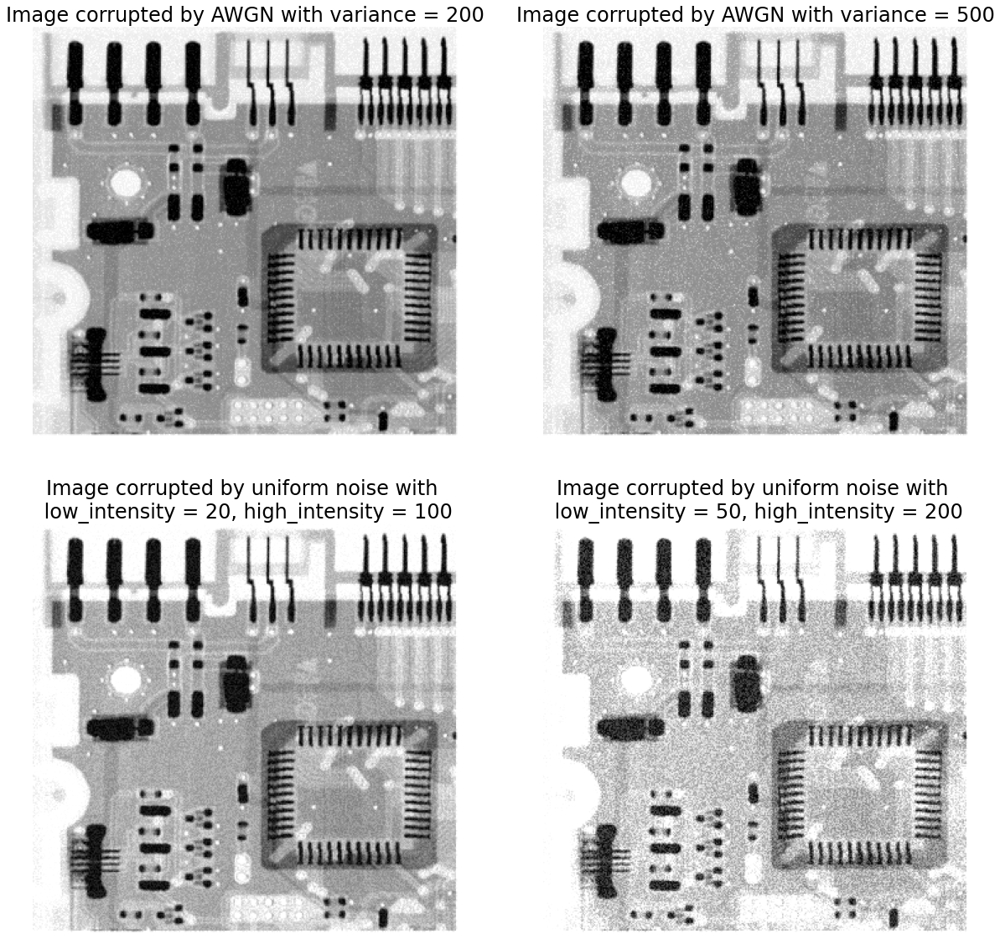 Image corrupted by AWGN with variance = 200
Image corrupted by AWGN with variance = 500
Image corrupted by uniform noise with
low_intensity = 20, high_intensity = 100
Image corrupted by uniform noise with
low_intensity = 50, high_intensity = 200